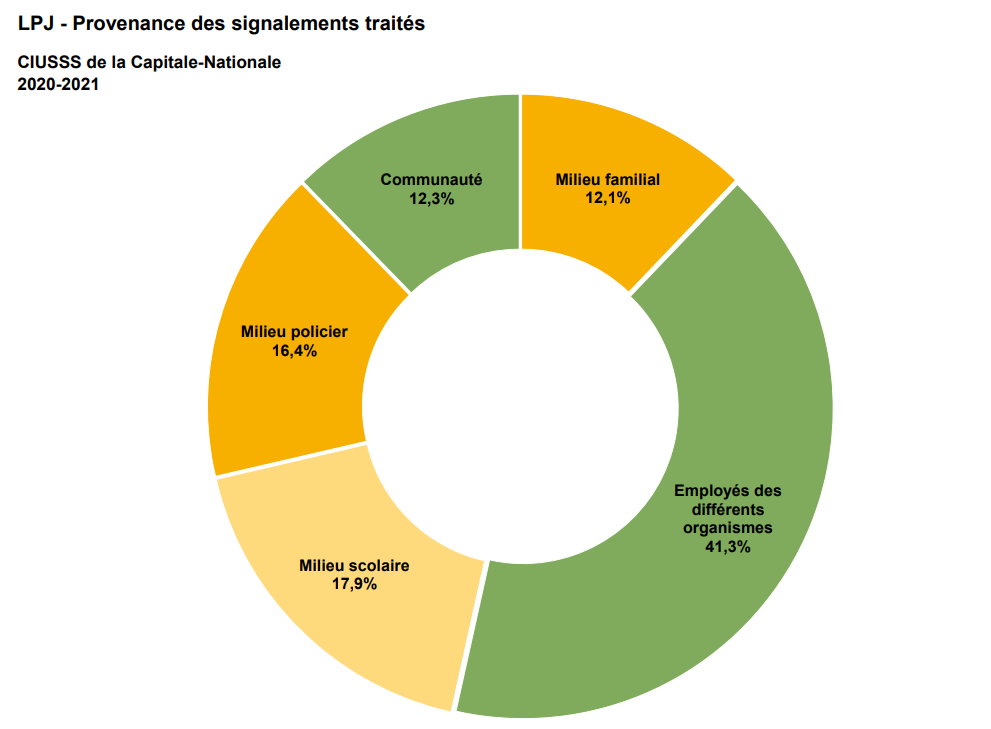 LPJ - Provenance des signalements traités
CIUSSS de la Capitale-Nationale
2020-2021
Communauté
12,3%
Milieu familial
12,1%
Milieu policier
16,4%
Employés des
différents
organismes
41,3%
Milieu scolaire
17,9%